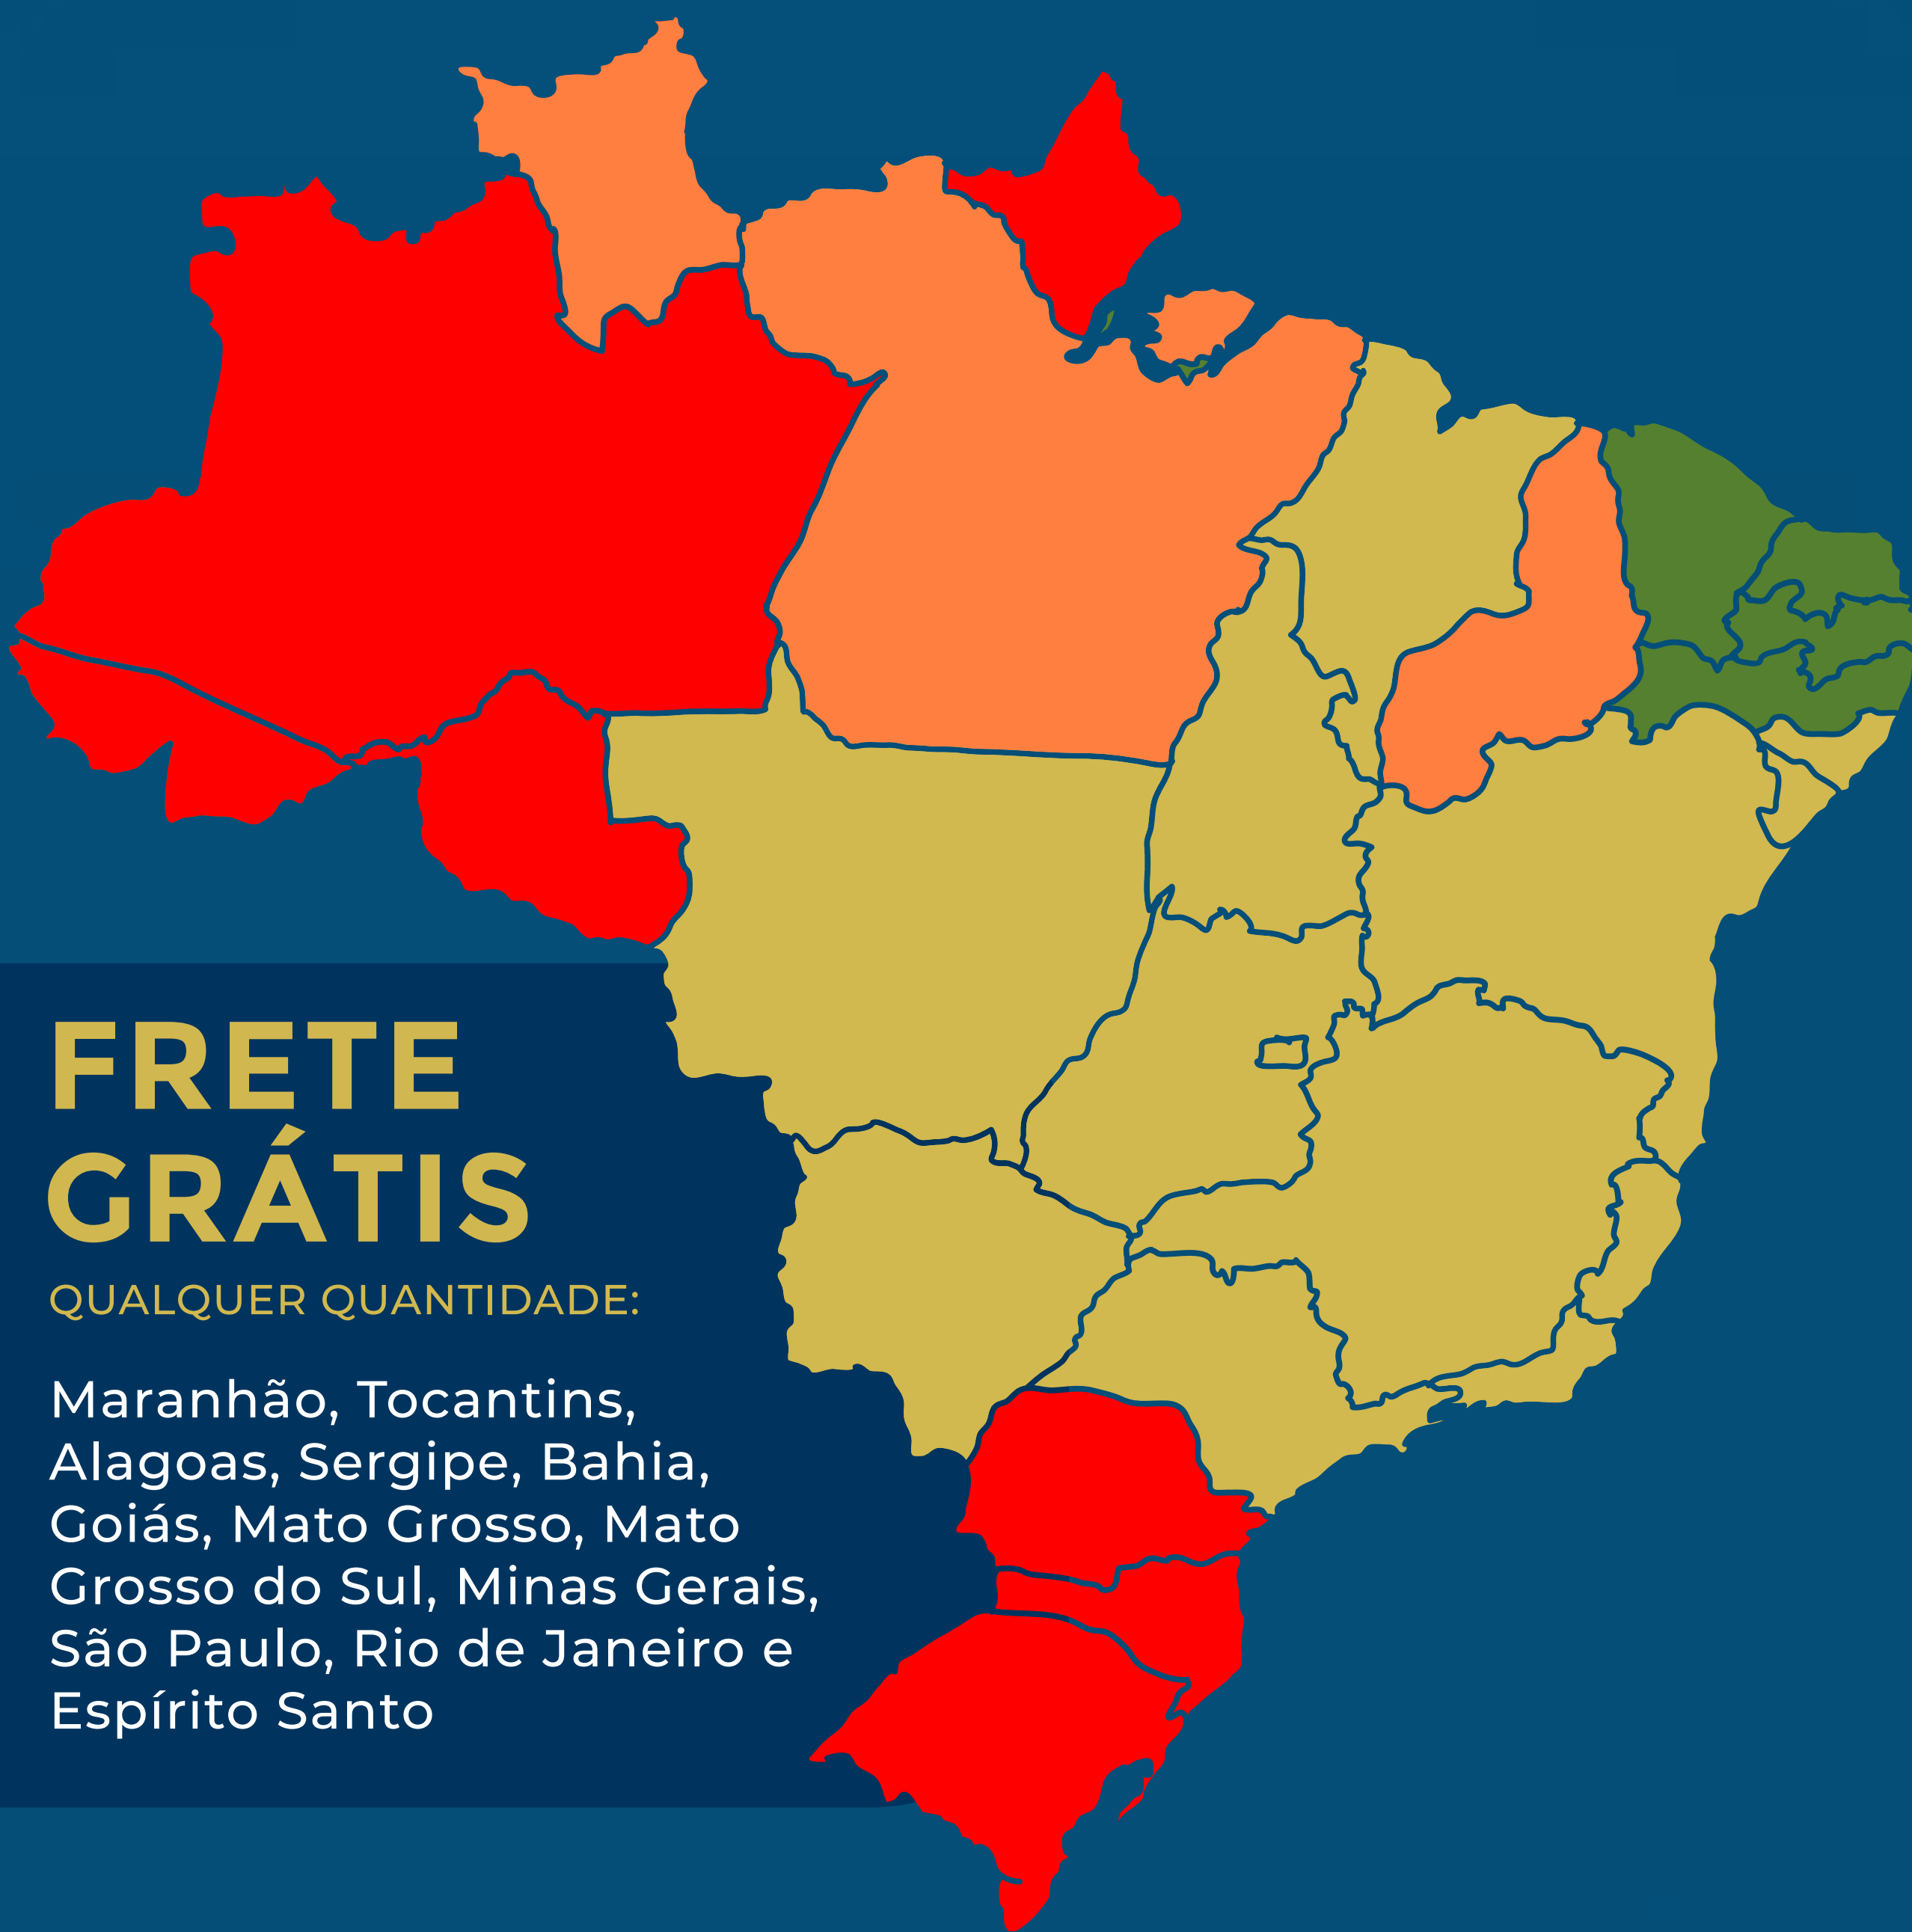 FRETE
GRÁTIS
QUALQUER QUANTIDADE:
Maranhão, Tocantins,
Alagoas, Sergipe, Bahia,
Goiás, Mato Grosso, Mato
Grosso do Sul, Minas Gerais,
São Paulo, Rio de Janeiro e
Espírito Santo